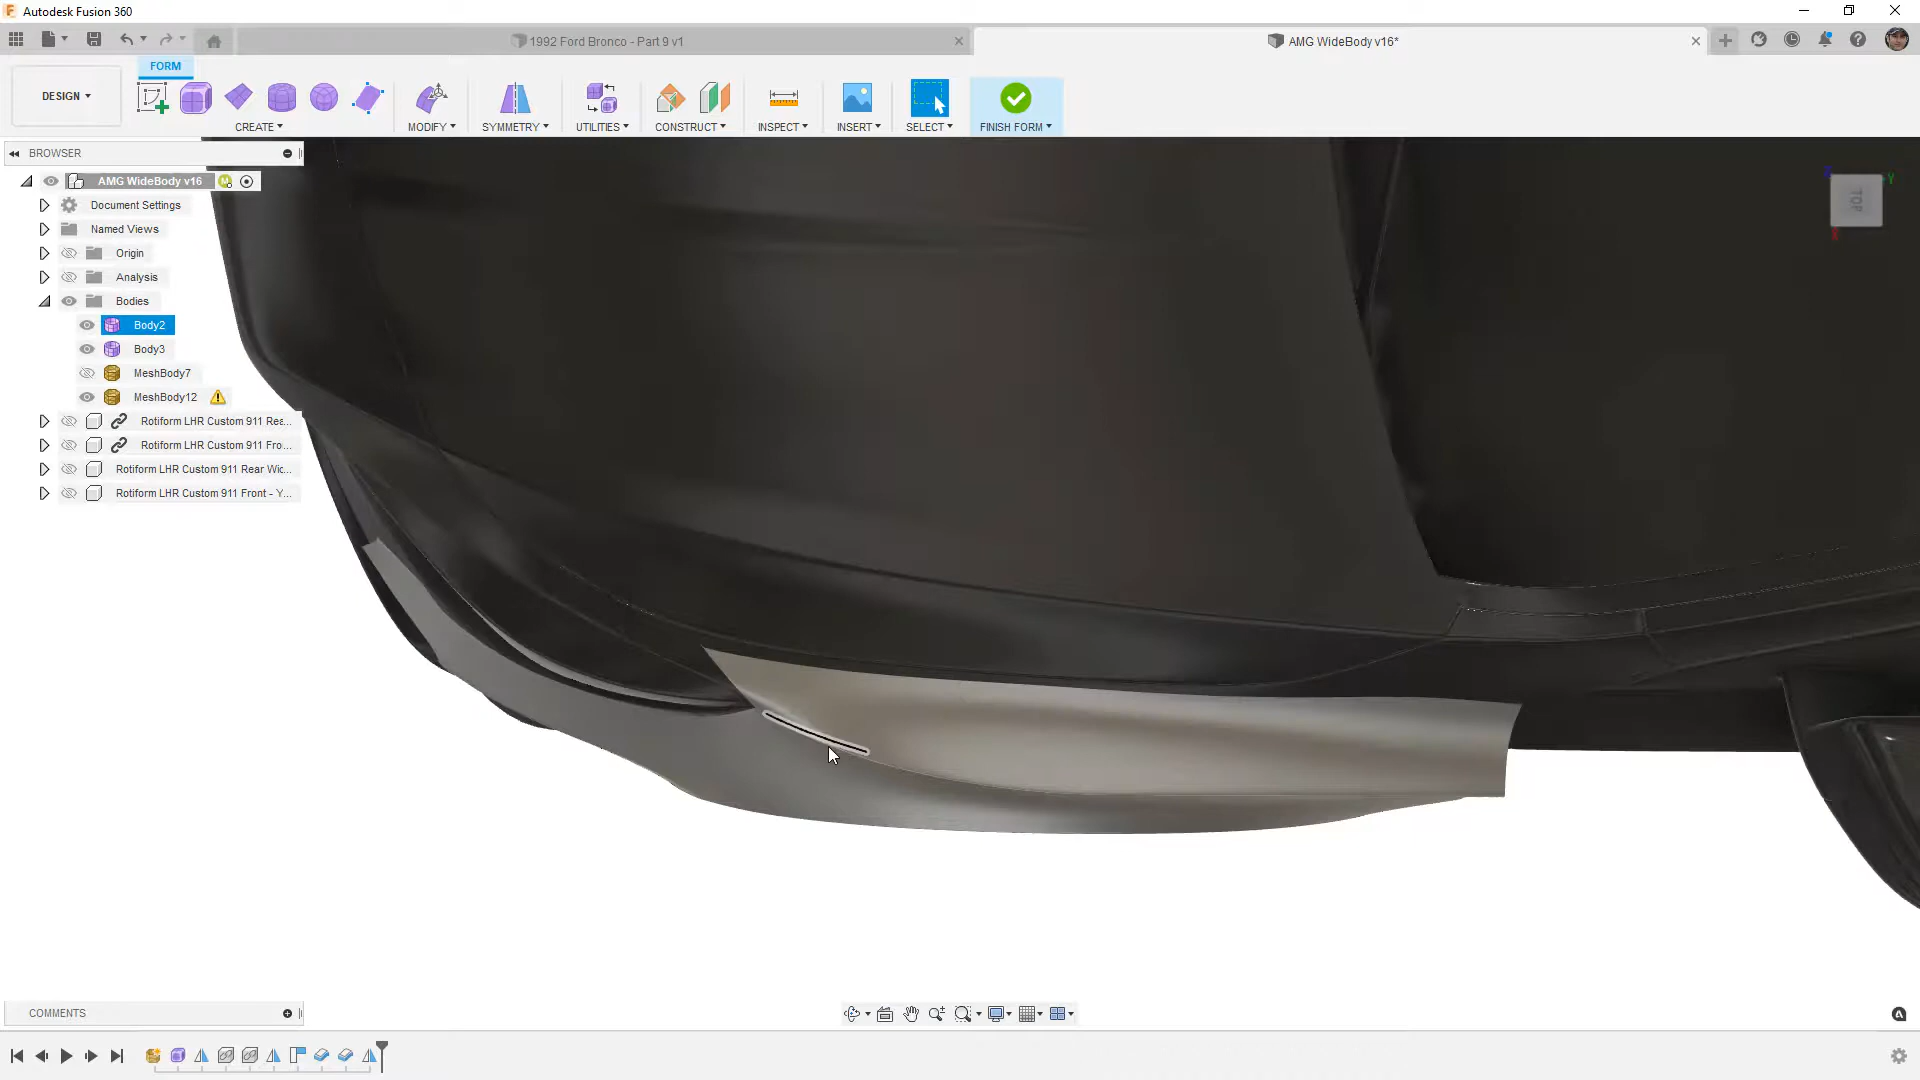 Autodesk Fusion 360
1992 Ford Bronco - Part 9 v1
AMG WideBody v16*
FORM
DESIGN
CREATE
MODIFY
SYMMETRY
UTILITIES
CONSTRUCT
INSPECT
INSERT
SELECT
FINISH FORM
BROWSER
AMG WideBody v16
Document Settings
Named Views
Origin
Analysis
Bodies
Body2
Body3
MeshBody7
MeshBody12
Rotiform LHR Custom 911 Rea...
Rotiform LHR Custom 911 Fro...
Rotiform LHR Custom 911 Rear Wid...
Rotiform LHR Custom 911 Front - Y...
Z
Y
TOP
X
COMMENTS